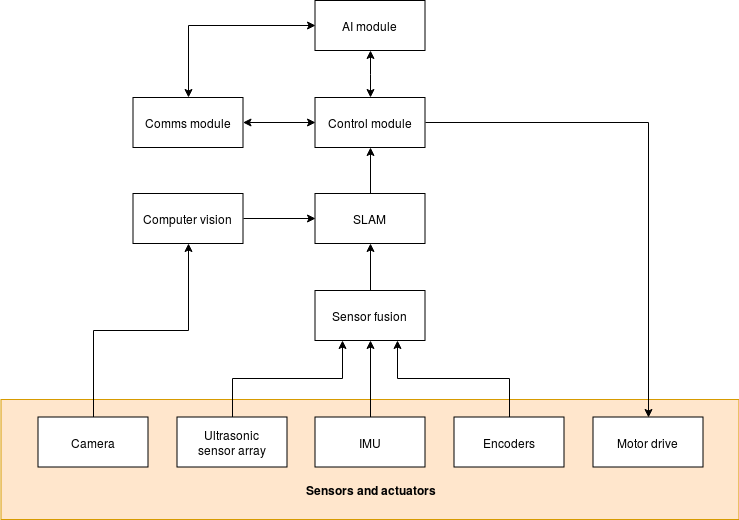 AI module
Comms module
Control module
Computer vision
SLAM
Sensor fusion
Camera
Ultrasonic
sensor array
IMU
Encoders
Motor drive
Sensors and actuators